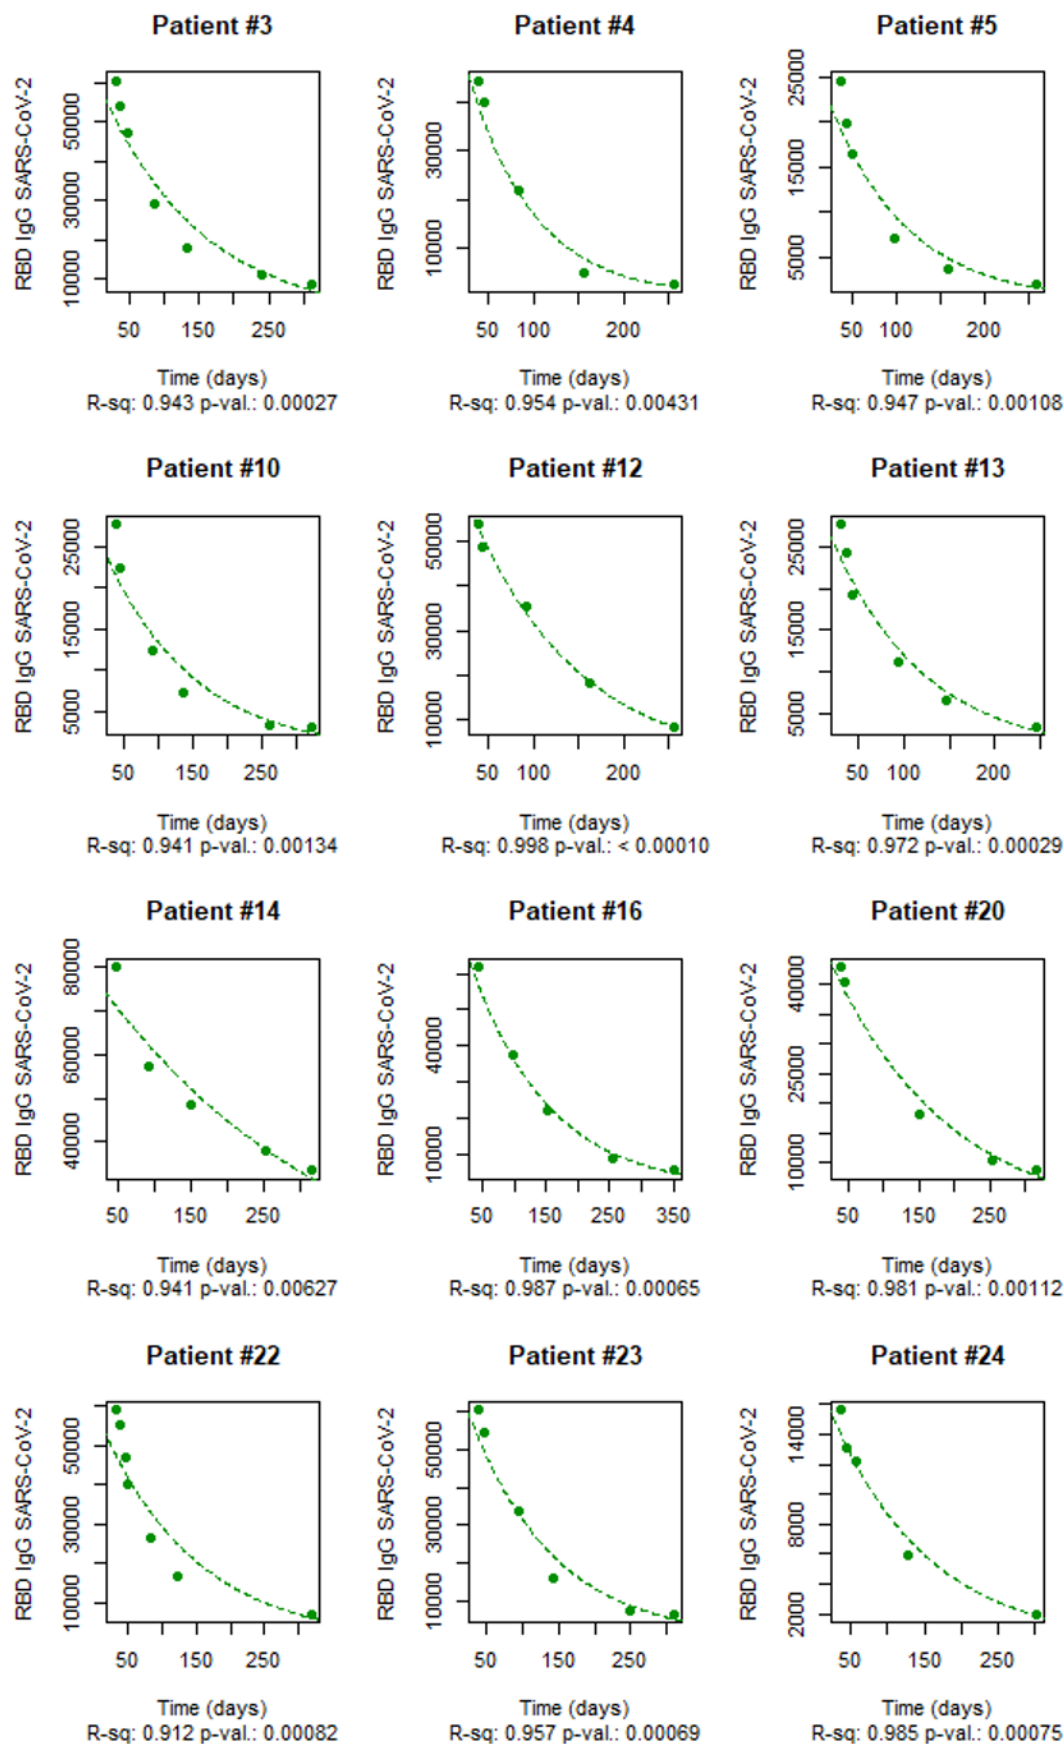 Patient #3 Patient #4 Patient #5
RBD IgG SARS-CoV-2 RBD IgG SARS-CoV-2 RBD IgG SARS-CoV-2
50000 30000 10000
30000 10000
25000 15000 5000
50 150 250 50 100 200 50 100 200
Time (days) Time (days) Time (days)
R-sq: 0.943 p-val.: 0.00027 R-sq: 0.954 p-val.: 0.00431 R-sq: 0.947 p-val.: 0.00108
Patient #10 Patient #12 Patient #13
RBD IgG SARS-CoV-2 RBD IgG SARS-CoV-2 RBD IgG SARS-CoV-2
25000 15000 5000
50000 30000 10000
25000 15000 5000
50 150 250 50 100 200 50 100 200
Time (days) Time (days) Time (days)
R-sq: 0.941 p-val.: 0.00134 R-sq: 0.998 p-val.: < 0.00010 R-sq: 0.972 p-val.: 0.00029
Patient #14 Patient #16 Patient #20
RBD IgG SARS-CoV-2 RBD IgG SARS-CoV-2 RBD IgG SARS-CoV-2
80000 60000 40000
40000 10000
40000 25000 10000
50 150 250 50 150 250 350 50 150 250
Time (days) Time (days) Time (days)
R-sq: 0.941 p-val.: 0.00627 R-sq: 0.987 p-val.: 0.00065 R-sq: 0.981 p-val.: 0.00112
Patient #22 Patient #23 Patient #24
RBD IgG SARS-CoV-2 RBD IgG SARS-CoV-2 RBD IgG SARS-CoV-2
50000 30000 10000
50000 30000 10000
14000 8000 2000
50 150 250 50 150 250 50 150 250
Time (days) Time (days) Time (days)
R-sq: 0.912 p-val.: 0.00082 R-sq: 0.957 p-val.: 0.00069 R-sq: 0.985 p-val.: 0.00075